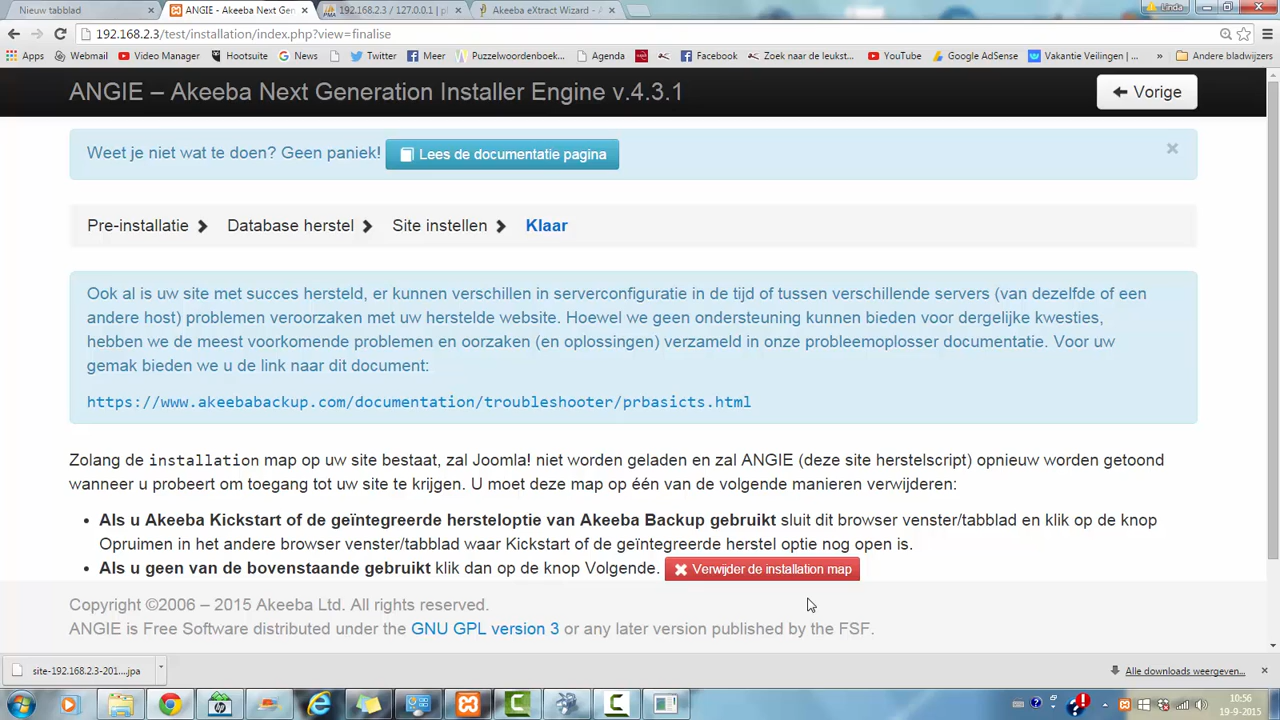 Nieuw tabblad
ANGIE - Akeeba Next Gen
192.168.2.3 / 127.0.0.1 | pl
Akeeba eXtract Wizard - A
Linda
192.168.2.3/test/installation/index.php?view=finalise
Apps
Webmail
Video Manager
Hootsuite
News
Twitter
Meer
Puzzelwoordenboek...
Agenda
Facebook
Zoek naar de leukst...
YouTube
Google AdSense
Vakantie Veilingen | ...
»
Andere bladwijzers
ANGIE – Akeeba Next Generation Installer Engine v.4.3.1
Vorige
Weet je niet wat te doen? Geen paniek!
Lees de documentatie pagina
×
Pre-installatie
Database herstel
Site instellen
Klaar
Ook al is uw site met succes hersteld, er kunnen verschillen in serverconfiguratie in de tijd of tussen verschillende servers (van dezelfde of een
andere host) problemen veroorzaken met uw herstelde website. Hoewel we geen ondersteuning kunnen bieden voor dergelijke kwesties,
hebben we de meest voorkomende problemen en oorzaken (en oplossingen) verzameld in onze probleemoplosser documentatie. Voor uw
gemak bieden we u de link naar dit document:
https://www.akeebabackup.com/documentation/troubleshooter/prbasicts.html
Zolang de installation map op uw site bestaat, zal Joomla! niet worden geladen en zal ANGIE (deze site herstelscript) opnieuw worden getoond
wanneer u probeert om toegang tot uw site te krijgen. U moet deze map op één van de volgende manieren verwijderen:
• Als u Akeeba Kickstart of de geïntegreerde hersteloptie van Akeeba Backup gebruikt sluit dit browser venster/tabblad en klik op de knop
Opruimen in het andere browser venster/tabblad waar Kickstart of de geïntegreerde herstel optie nog open is.
• Als u geen van de bovenstaande gebruikt klik dan op de knop Volgende.
Verwijder de installation map
Copyright ©2006 – 2015 Akeeba Ltd. All rights reserved.
ANGIE is Free Software distributed under the GNU GPL version 3 or any later version published by the FSF.
site-192.168.2.3-201....jpa
Alle downloads weergeven...
10:56
19-9-2015